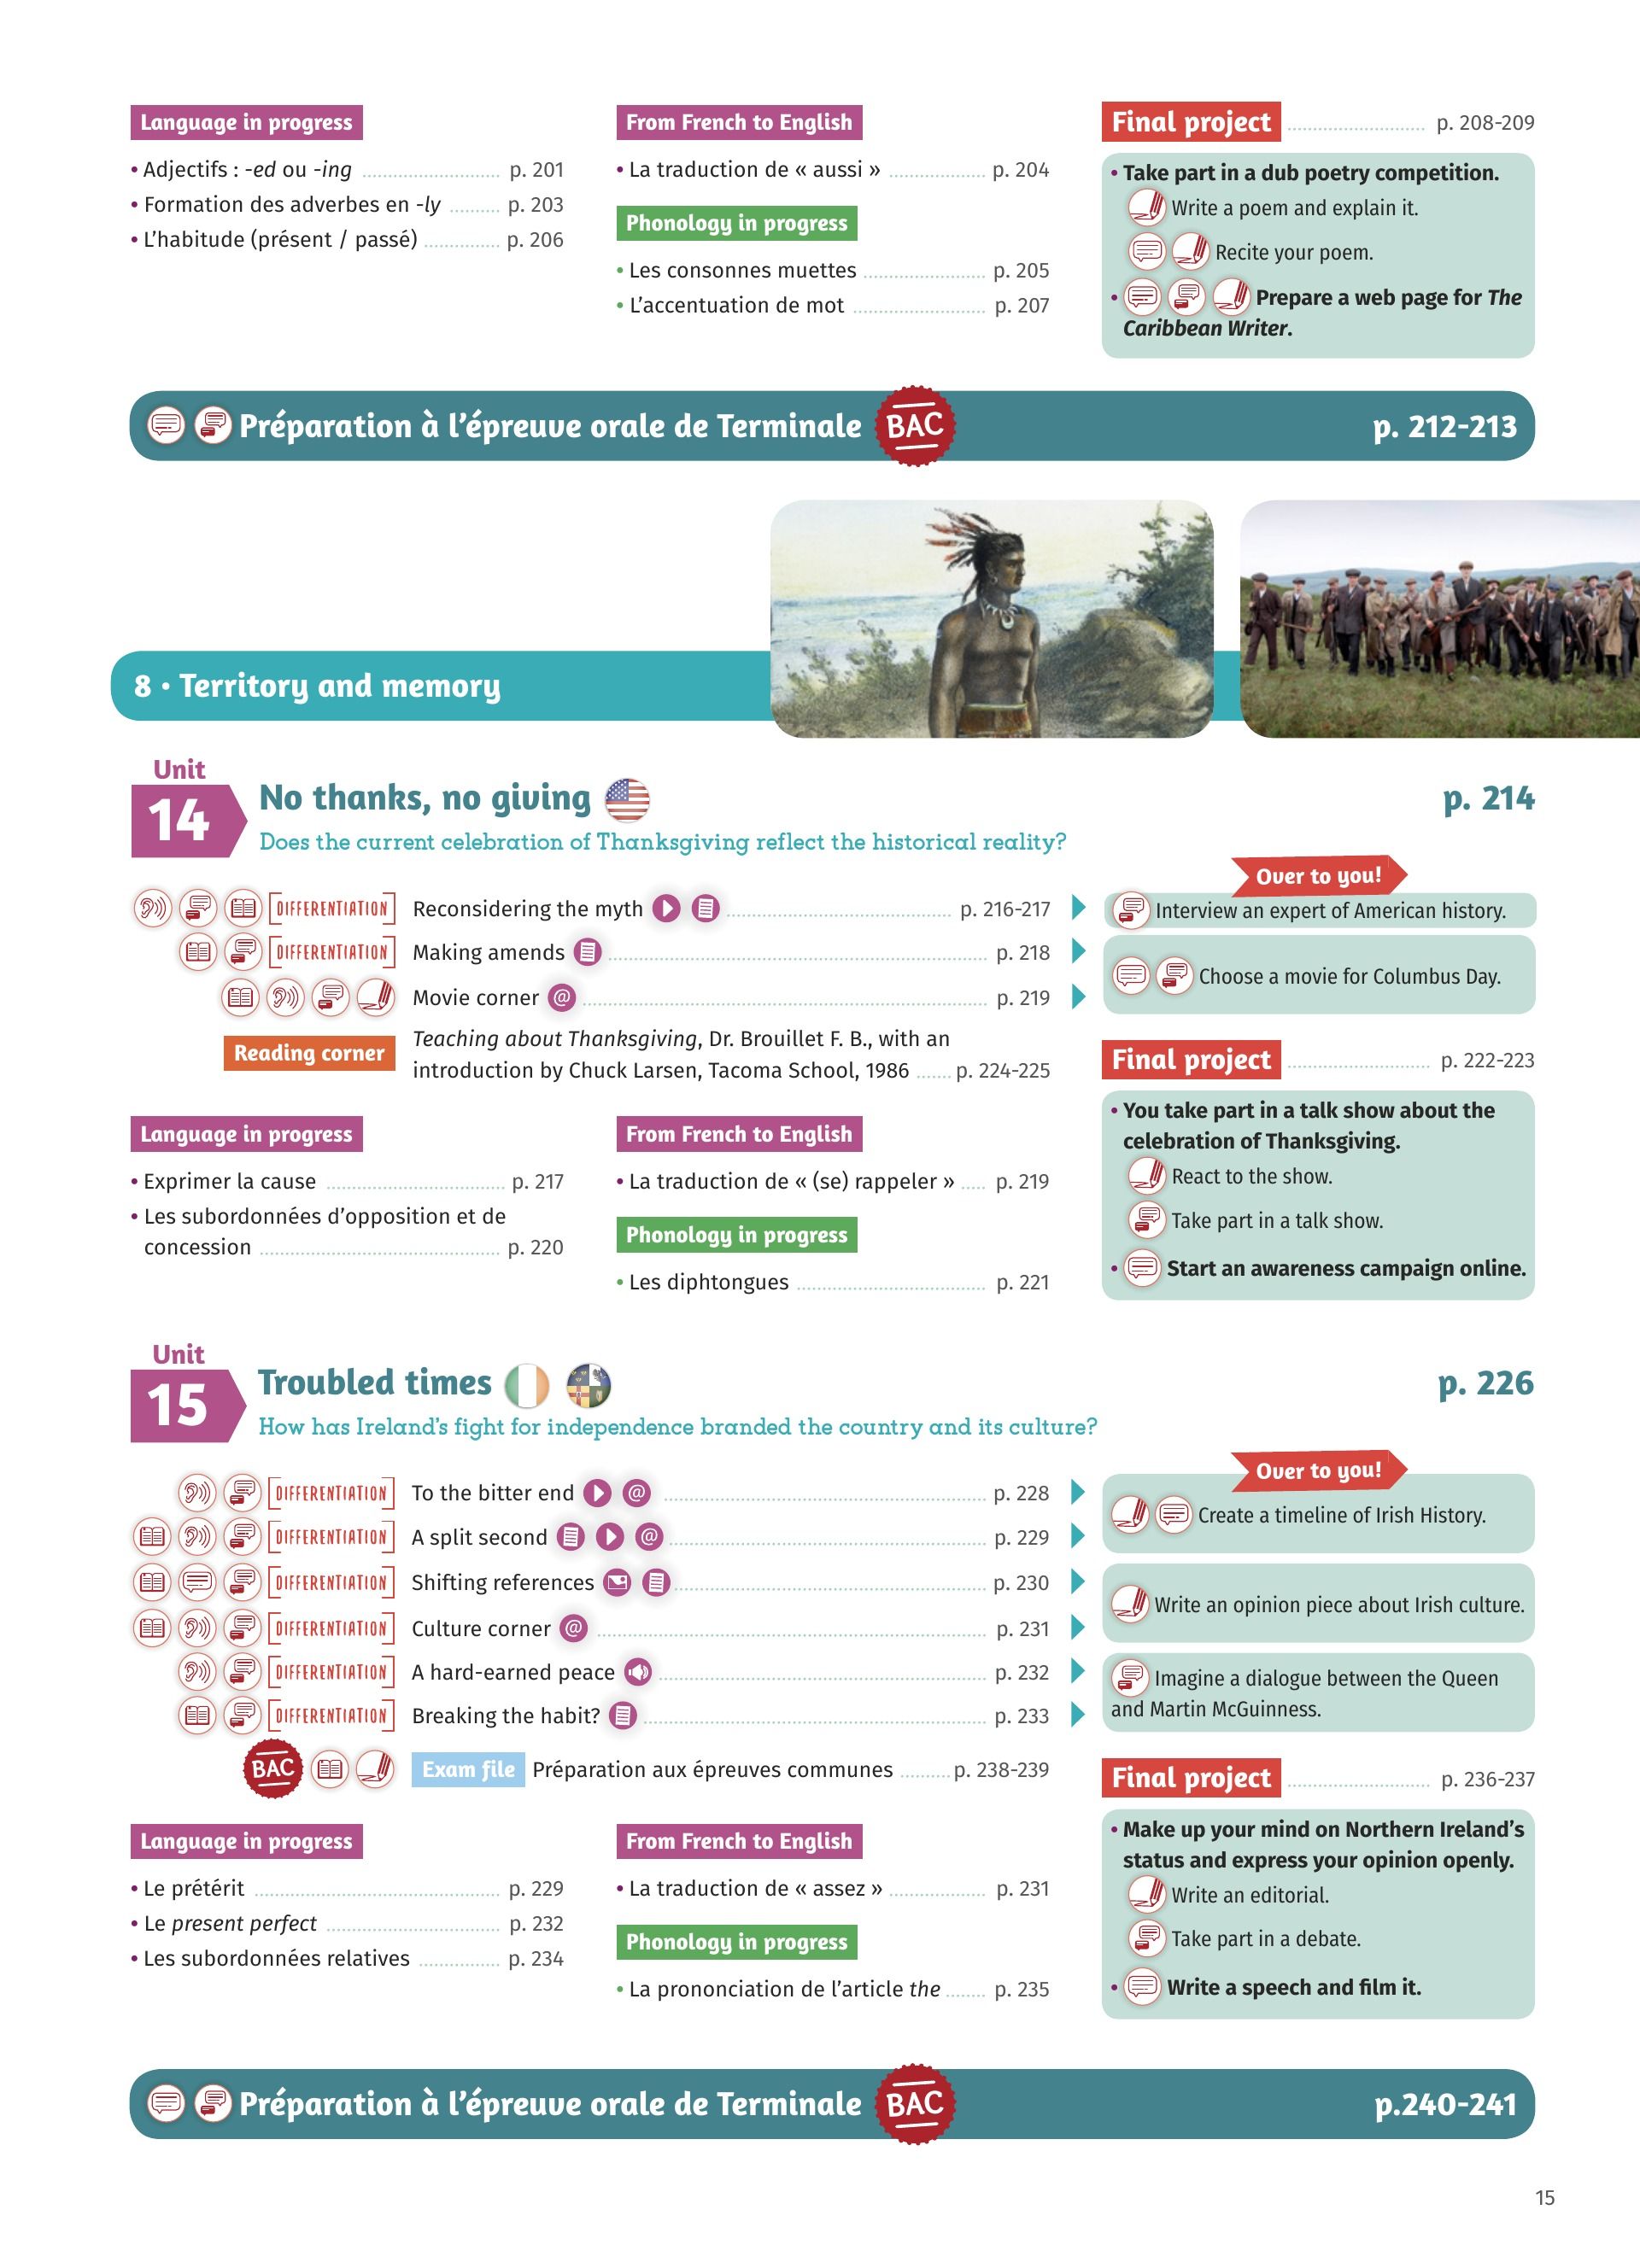 Language in progress
• Adjectifs : -ed ou -ing .......... p. 201
• Formation des adverbes en -ly .......... p. 203
• L'habitude (présent / passé) .......... p. 206
From French to English
• La traduction de « aussi » .......... p. 204
Phonology in progress
• Les consonnes muettes .......... p. 205
• L'accentuation de mot .......... p. 207
Final project .......... p. 208-209
• Take part in a dub poetry competition.
Write a poem and explain it.
Recite your poem.
• Prepare a web page for The
Caribbean Writer.
Préparation à l'épreuve orale de Terminale BAC p. 212-213
8 • Territory and memory
Unit
14
No thanks, no giving p. 214
Does the current celebration of Thanksgiving reflect the historical reality?
Over to you!
DIFFERENTIATION Reconsidering the myth .......... p. 216-217
Interview an expert of American history.
DIFFERENTIATION Making amends .......... p. 218
Choose a movie for Columbus Day.
Movie corner @ .......... p. 219
Reading corner
Teaching about Thanksgiving, Dr. Brouillet F. B., with an
introduction by Chuck Larsen, Tacoma School, 1986 .......... p. 224-225
Final project .......... p. 222-223
• You take part in a talk show about the
celebration of Thanksgiving.
React to the show.
Take part in a talk show.
• Start an awareness campaign online.
Language in progress
• Exprimer la cause .......... p. 217
• Les subordonnées d'opposition et de
concession .......... p. 220
From French to English
• La traduction de « (se) rappeler » .......... p. 219
Phonology in progress
• Les diphtongues .......... p. 221
Unit
15
Troubled times p. 226
How has Ireland's fight for independence branded the country and its culture?
Over to you!
DIFFERENTIATION To the bitter end @ .......... p. 228
Create a timeline of Irish History.
DIFFERENTIATION A split second @ .......... p. 229
DIFFERENTIATION Shifting references .......... p. 230
Write an opinion piece about Irish culture.
DIFFERENTIATION Culture corner @ .......... p. 231
DIFFERENTIATION A hard-earned peace .......... p. 232
Imagine a dialogue between the Queen
and Martin McGuinness.
DIFFERENTIATION Breaking the habit? .......... p. 233
BAC Exam file Préparation aux épreuves communes .......... p. 238-239
Final project .......... p. 236-237
• Make up your mind on Northern Ireland's
status and express your opinion openly.
Write an editorial.
Take part in a debate.
• Write a speech and film it.
Language in progress
• Le prétérit .......... p. 229
• Le present perfect .......... p. 232
• Les subordonnées relatives .......... p. 234
From French to English
• La traduction de « assez » .......... p. 231
Phonology in progress
• La prononciation de l'article the .......... p. 235
Préparation à l'épreuve orale de Terminale BAC p.240-241
15